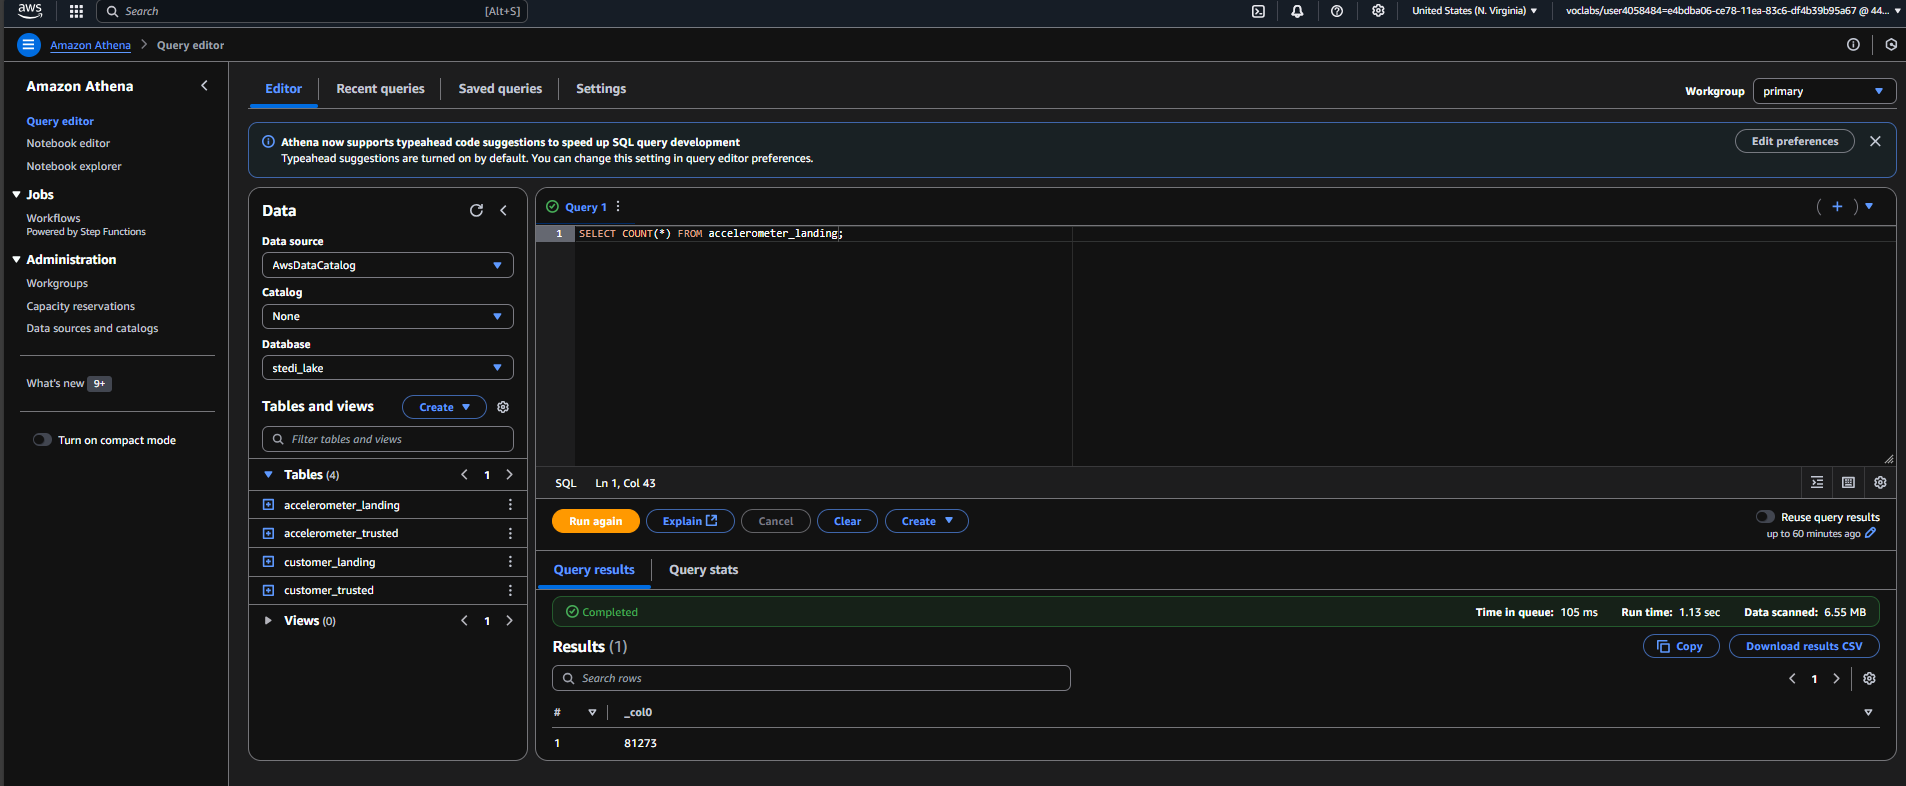 aws
Search [Alt+S]
United States (N. Virginia)
voclabs/user4058484=e4bdba06-ce78-11ea-83c6-df4b39b95a67 @ 44...
Amazon Athena > Query editor
Amazon Athena
Query editor
Notebook editor
Notebook explorer
Jobs
Workflows
Powered by Step Functions
Administration
Workgroups
Capacity reservations
Data sources and catalogs
What's new 9+
Turn on compact mode
Editor
Recent queries
Saved queries
Settings
Workgroup
primary
Athena now supports typeahead code suggestions to speed up SQL query development
Typeahead suggestions are turned on by default. You can change this setting in query editor preferences.
Edit preferences
Data
Data source
AwsDataCatalog
Catalog
None
Database
stedi_lake
Tables and views
Create
Filter tables and views
Tables (4)
1
accelerometer_landing
accelerometer_trusted
customer_landing
customer_trusted
Views (0)
1
Query 1
1 SELECT COUNT(*) FROM accelerometer_landing;
SQL Ln 1, Col 43
Run again
Explain
Cancel
Clear
Create
Reuse query results
up to 60 minutes ago
Query results
Query stats
Completed
Time in queue: 105 ms
Run time: 1.13 sec
Data scanned: 6.55 MB
Results (1)
Copy
Download results CSV
Search rows
1
# _col0
1 81273